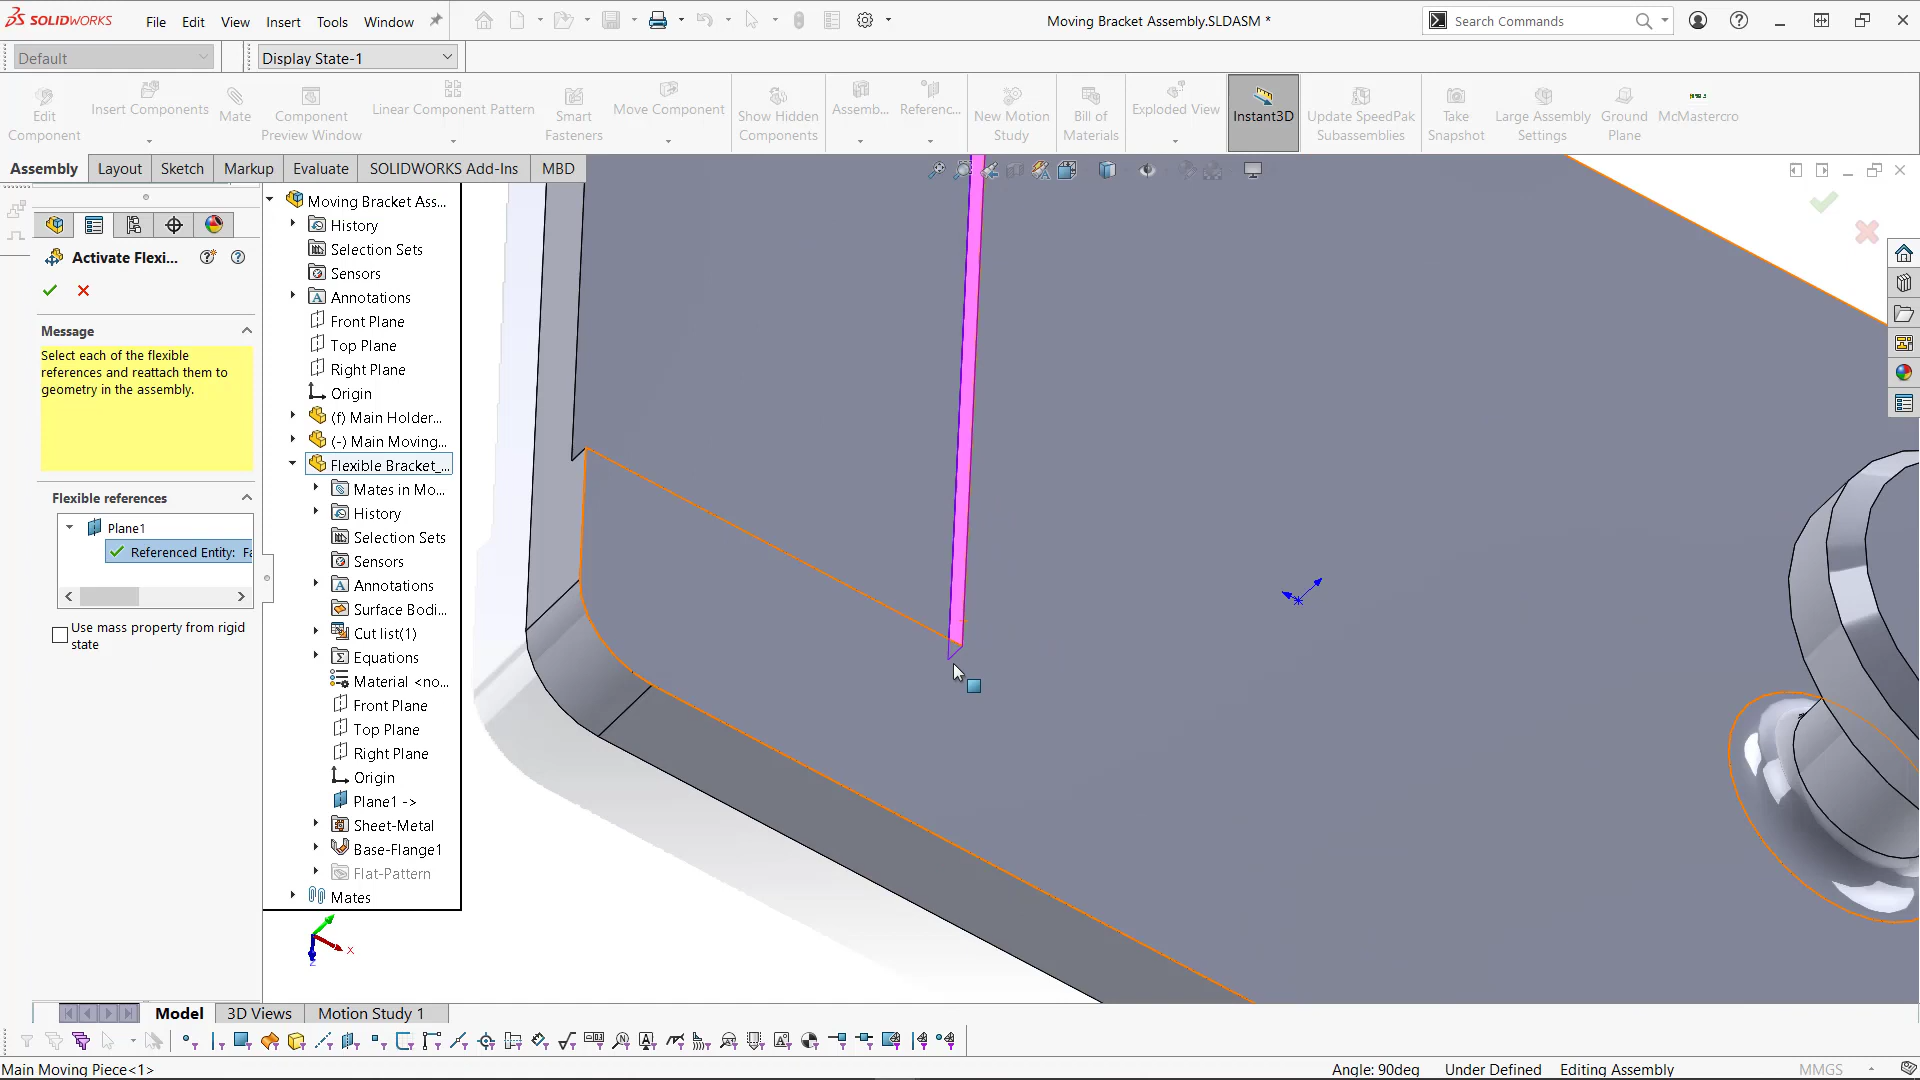 SOLIDWORKS
File Edit View Insert Tools Window
Moving Bracket Assembly.SLDASM *
Search Commands
Default
Display State-1
Edit Component
Insert Components
Mate
Component Preview Window
Linear Component Pattern
Smart Fasteners
Move Component
Show Hidden Components
Assemb...
Referenc...
New Motion Study
Bill of Materials
Exploded View
Instant3D
Update SpeedPak Subassemblies
Take Snapshot
Large Assembly Settings
Ground Plane
McMastercro
Assembly Layout Sketch Markup Evaluate SOLIDWORKS Add-Ins MBD
Activate Flexi...
Message
Select each of the flexible
references and reattach them to
geometry in the assembly.
Flexible references
Plane1
Referenced Entity: Fa
Use mass property from rigid
state
Moving Bracket Ass...
History
Selection Sets
Sensors
Annotations
Front Plane
Top Plane
Right Plane
Origin
(f) Main Holder...
(-) Main Moving...
Flexible Bracket_...
Mates in Mo...
History
Selection Sets
Sensors
Annotations
Surface Bodi...
Cut list(1)
Equations
Material <no...
Front Plane
Top Plane
Right Plane
Origin
Plane1 ->
Sheet-Metal
Base-Flange1
Flat-Pattern
Mates
x
z
Model 3D Views Motion Study 1
Main Moving Piece<1>
Angle: 90deg Under Defined Editing Assembly MMGS